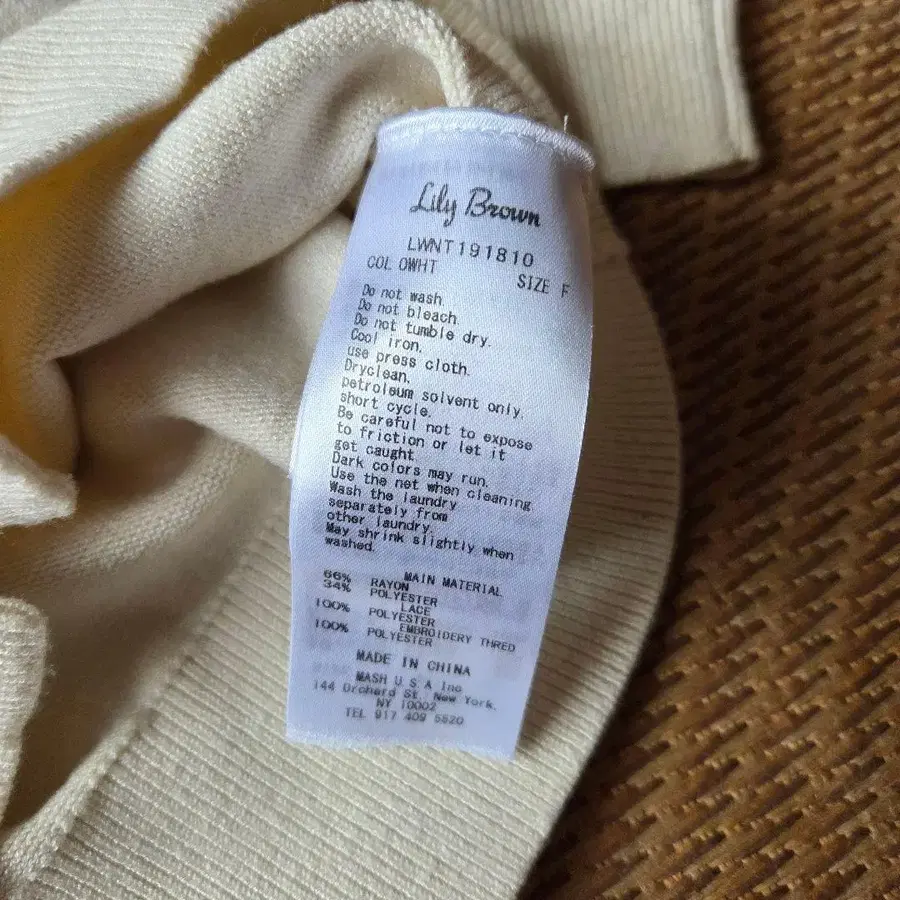 Lily Brown
LWNT191810
COL OWHT
SIZE F
Do not wash
Do not bleach.
Do not tumble dry.
Cool iron,
use press cloth.
Dryclean,
petroleum solvent only,
short cycle.
Be careful not to expose
to friction or let it
get caught
Dark colors may run.
Use the net when cleaning
Wash the laundry
separately from
other laundry.
May shrink slightly when
washed.
MAIN MATERIAL
66% RAYON
34% POLYESTER
LACE
100% POLYESTER
EMBROIDERY THRED
100% POLYESTER
MADE IN CHINA
MASH U.S A Inc
144 Orchard St, New York,
NY 10002
TEL 917 409 5520